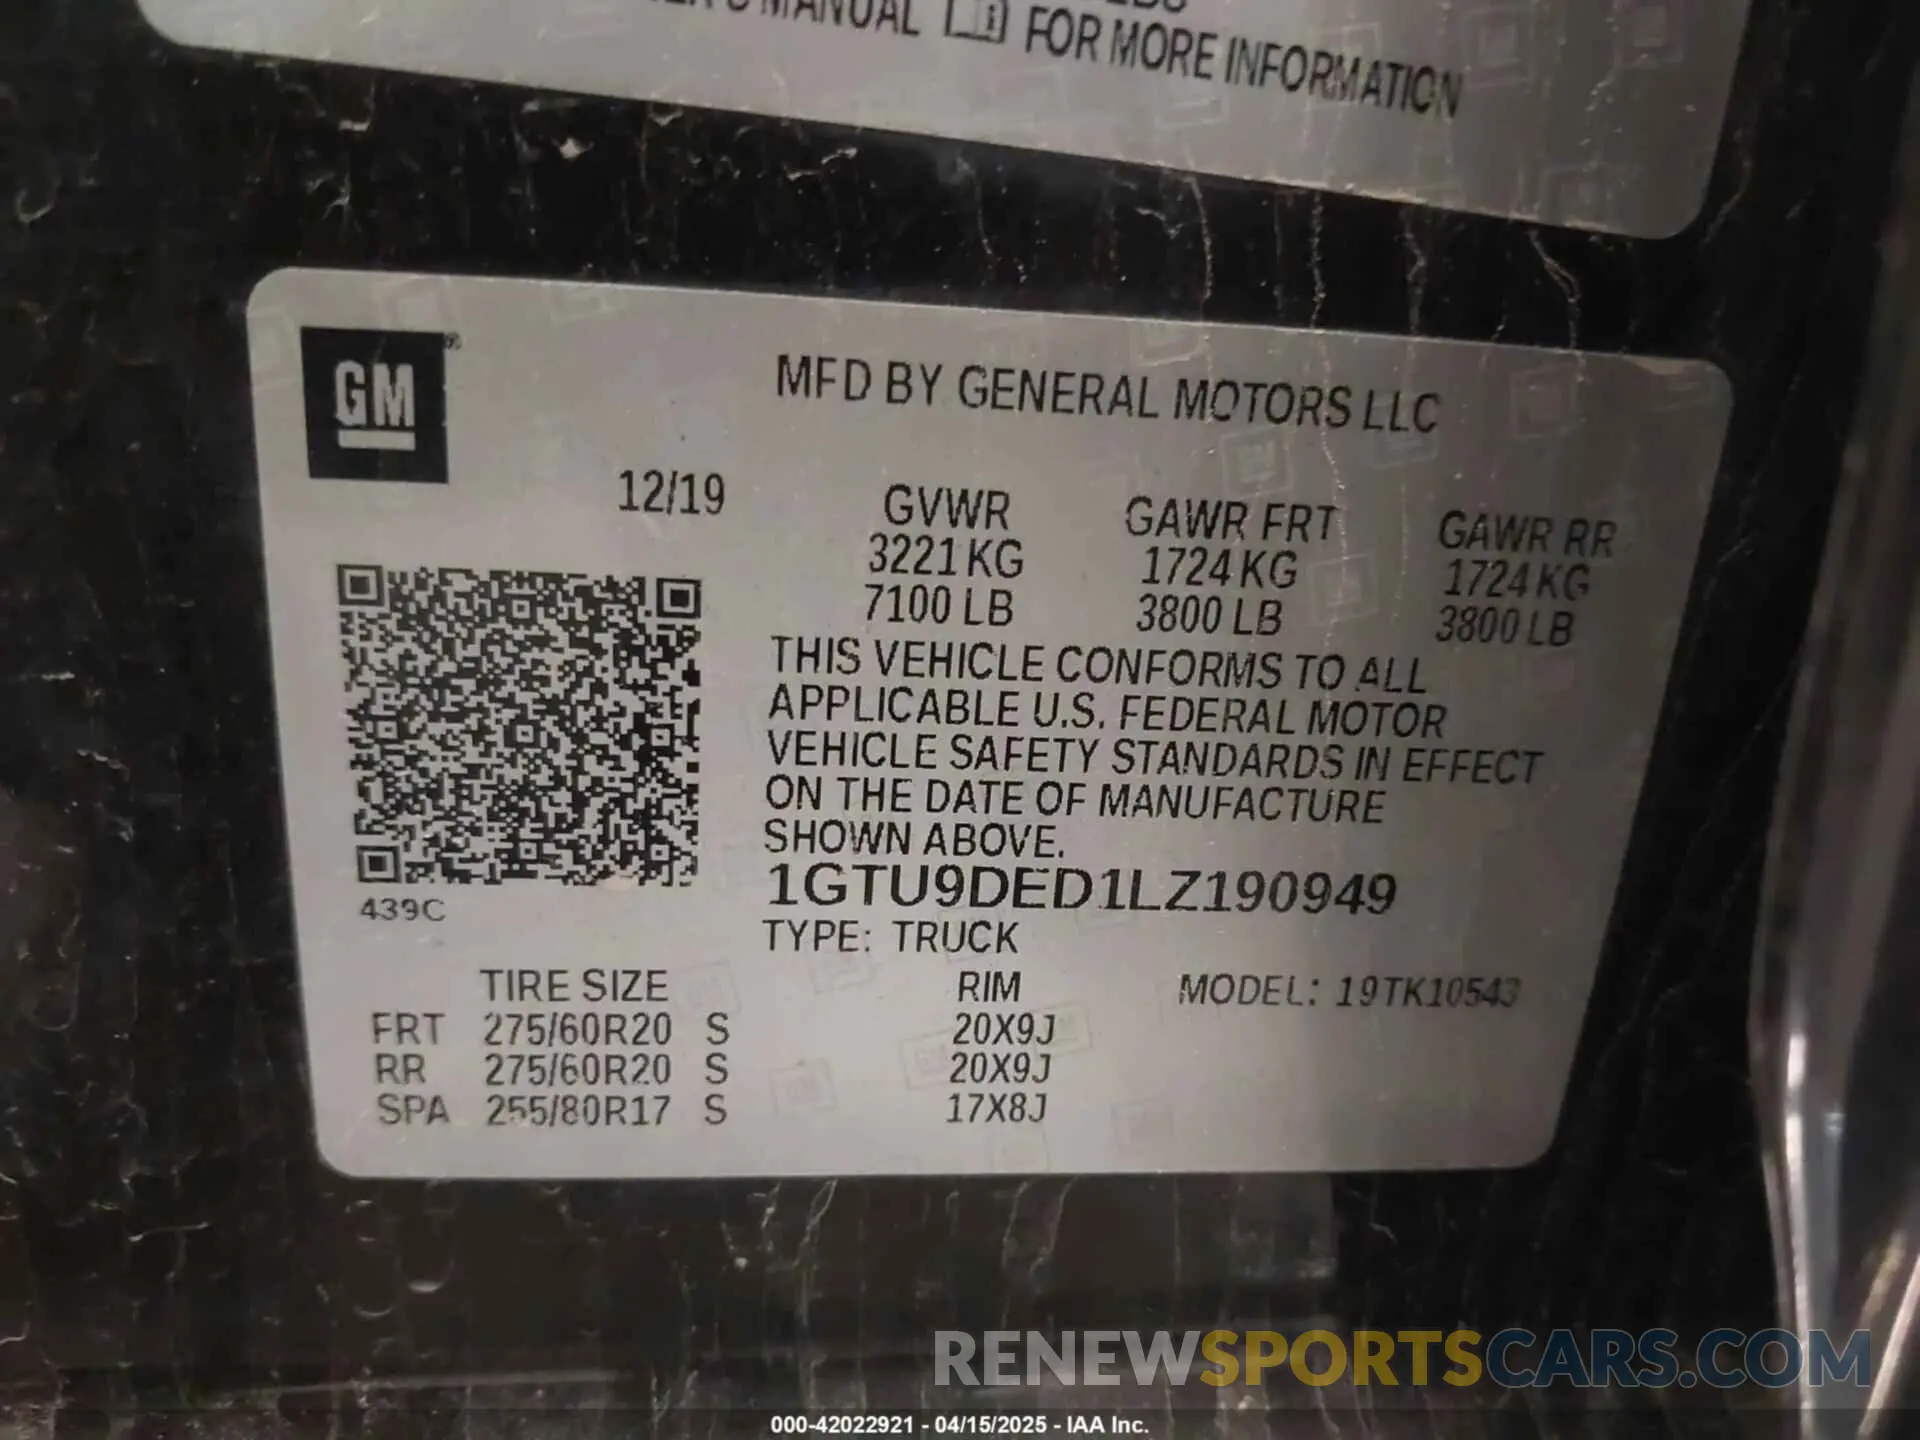 MANUAL FOR MORE INFORMATION
GM
MFD BY GENERAL MOTORS LLC
12/19
GVWR GAWR FRT GAWR RR
3221 KG 1724 KG 1724 KG
7100 LB 3800 LB 3800 LB
THIS VEHICLE CONFORMS TO ALL
APPLICABLE U.S. FEDERAL MOTOR
VEHICLE SAFETY STANDARDS IN EFFECT
ON THE DATE OF MANUFACTURE
SHOWN ABOVE.
1GTU9DED1LZ190949
439C
TYPE: TRUCK
TIRE SIZE RIM MODEL: 19TK10543
FRT 275/60R20 S 20X9J
RR 275/60R20 S 20X9J
SPA 255/80R17 S 17X8J
RENEWSPORTSCARS.COM
000-42022921 - 04/15/2025 - IAA Inc.